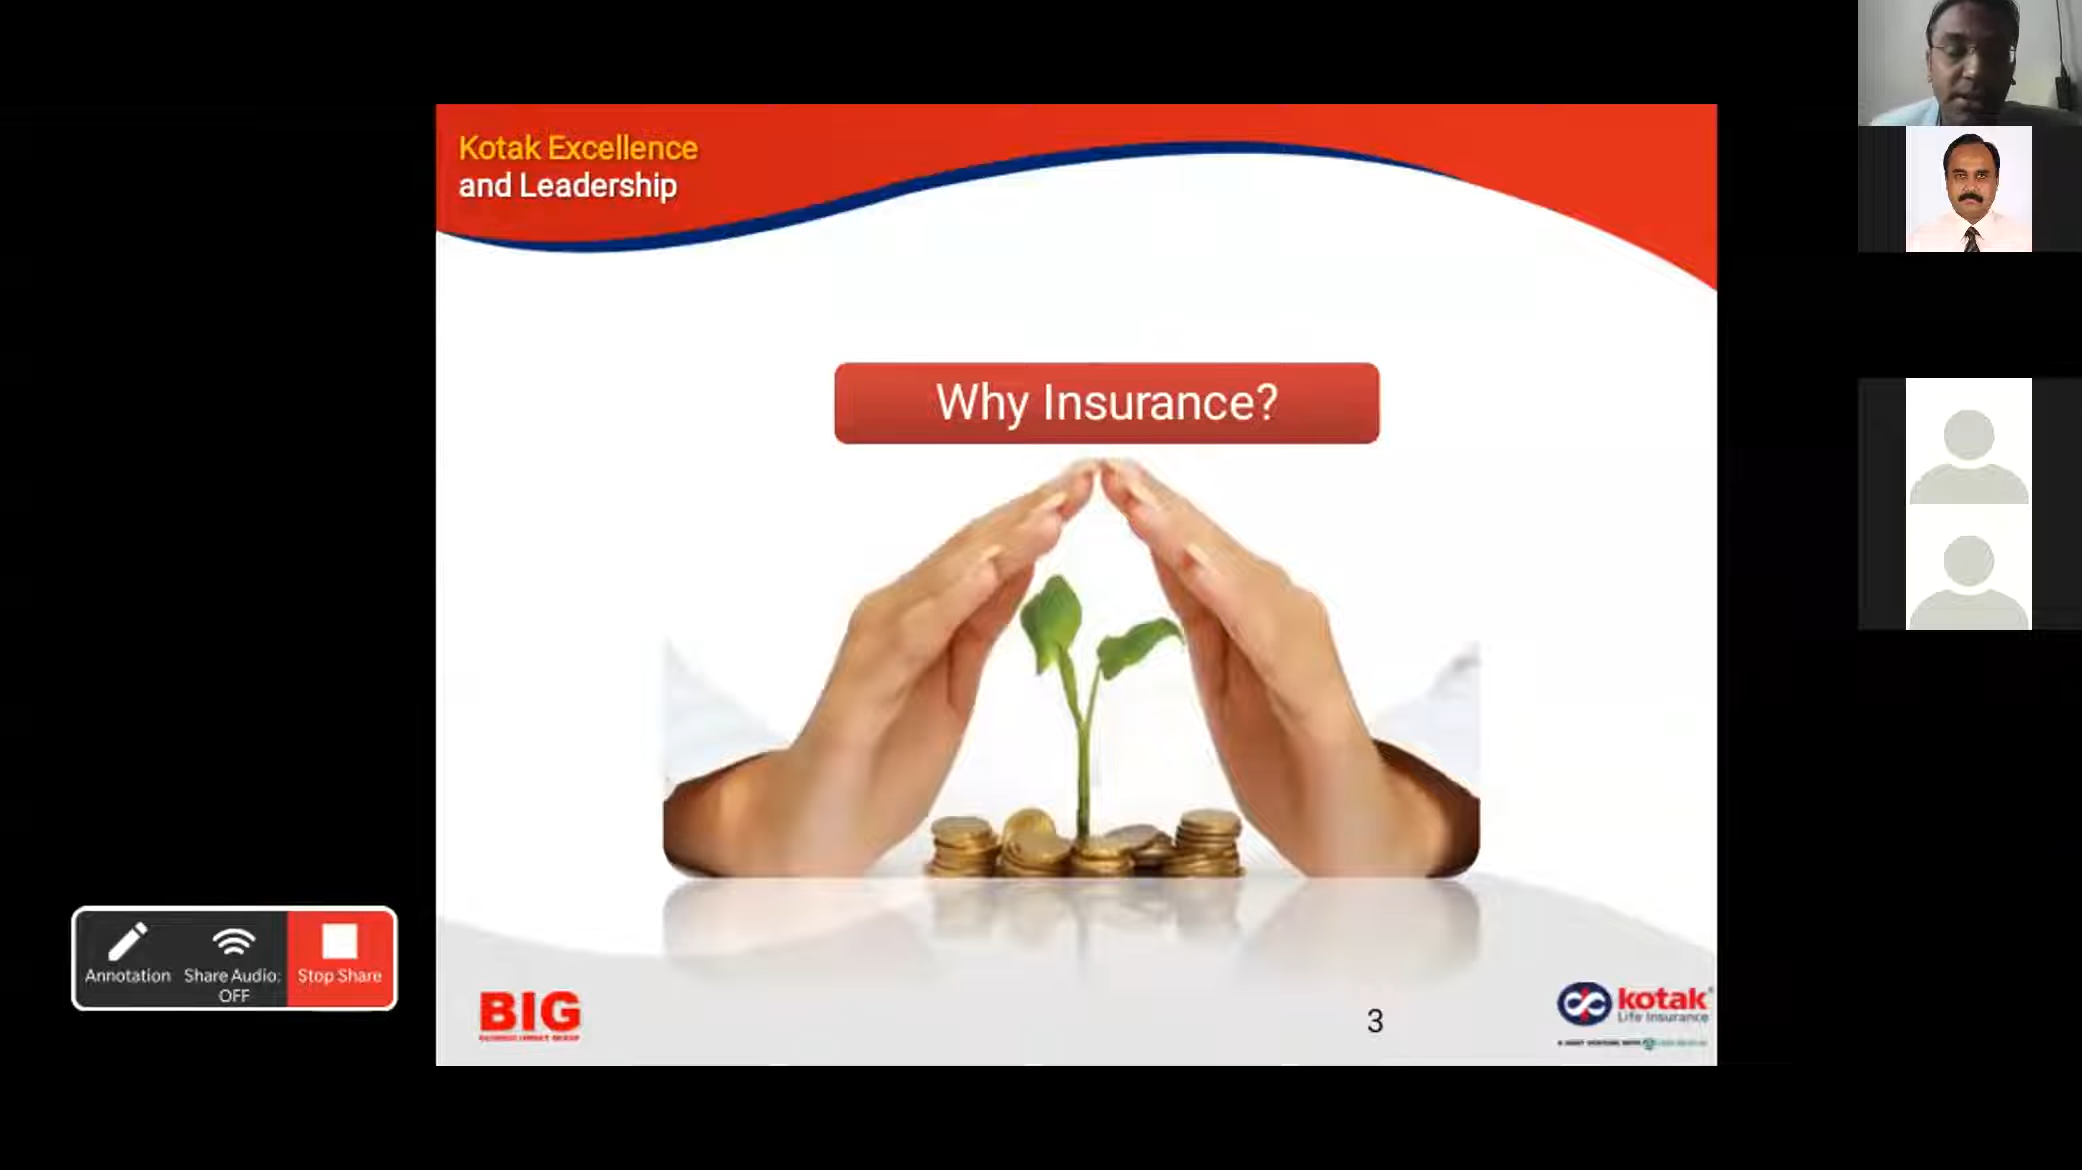 Kotak Excellence
and Leadership
Why Insurance?
Annotation
Share Audio:
OFF
Stop Share
BIG
3
kotak
Life Insurance